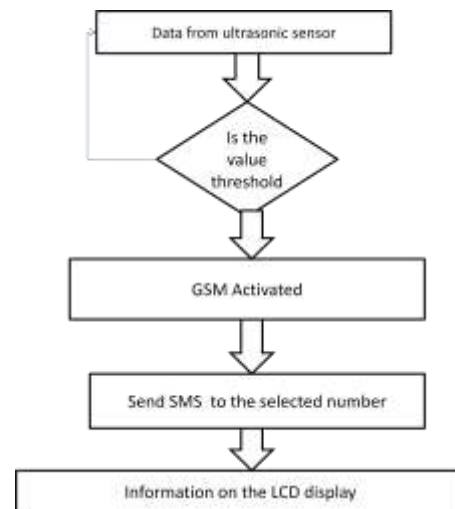 Data from ultrasonic sensor
Is the
value
threshold
GSM Activated
Send SMS to the selected number
Information on the LCD display